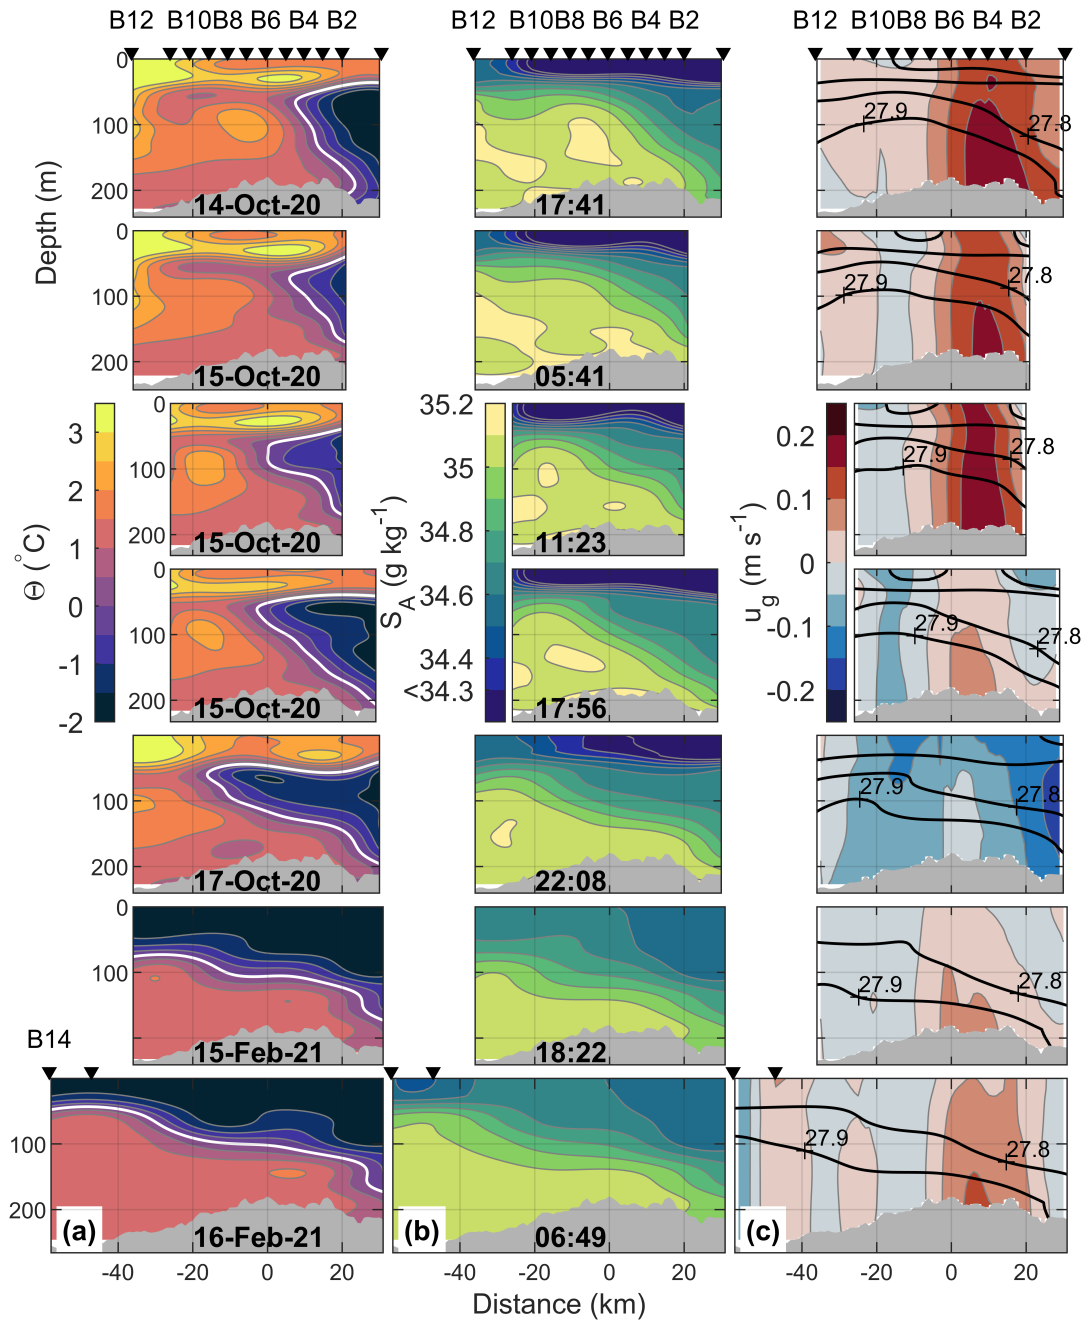 B12 B10 B8 B6 B4 B2 B12 B10 B8 B6 B4 B2 B12 B10 B8 B6 B4 B2
0
100
200
Depth (m)
14-Oct-20 17:41
27.9 27.8
0
100
200
15-Oct-20 05:41
27.9 27.8
0
100
200
15-Oct-20 11:23
27.9 27.8
3
2
1
0
-1
-2
Θ (°C)
35.2
35
34.8
34.6
34.4
<34.3
S_A (g kg⁻¹)
0.2
0.1
0
-0.1
-0.2
u_g (m s⁻¹)
0
100
200
15-Oct-20 17:56
27.9 27.8
100
200
17-Oct-20 22:08
27.9 27.8
0
100
15-Feb-21 18:22
27.9 27.8
B14
100
200
(a) 16-Feb-21 (b) 06:49 (c)
27.9 27.8
-40 -20 0 20 -40 -20 0 20 -40 -20 0 20
Distance (km)